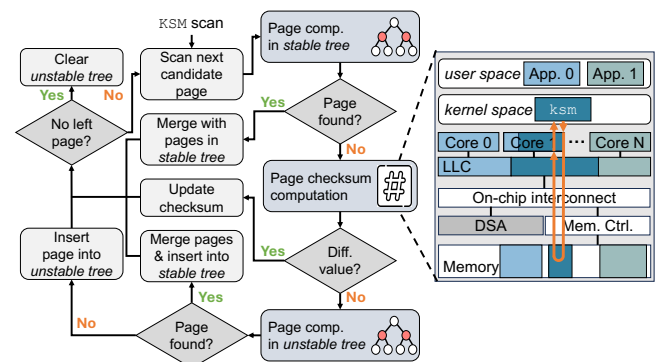 KSM scan
Clear
unstable tree
Scan next
candidate
page
Page comp.
in stable tree
Yes
No
No left
page?
Merge with
pages in
stable tree
Yes
Page
found?
No
Update
checksum
Page checksum
computation
#
Insert
page into
unstable tree
Merge pages
& insert into
stable tree
Yes
Diff.
value?
Yes
No
No
Page
found?
Page comp.
in unstable tree
user space
App. 0
App. 1
kernel space
ksm
Core 0
Core 1
...
Core N
LLC
On-chip interconnect
DSA
Mem. Ctrl.
Memory